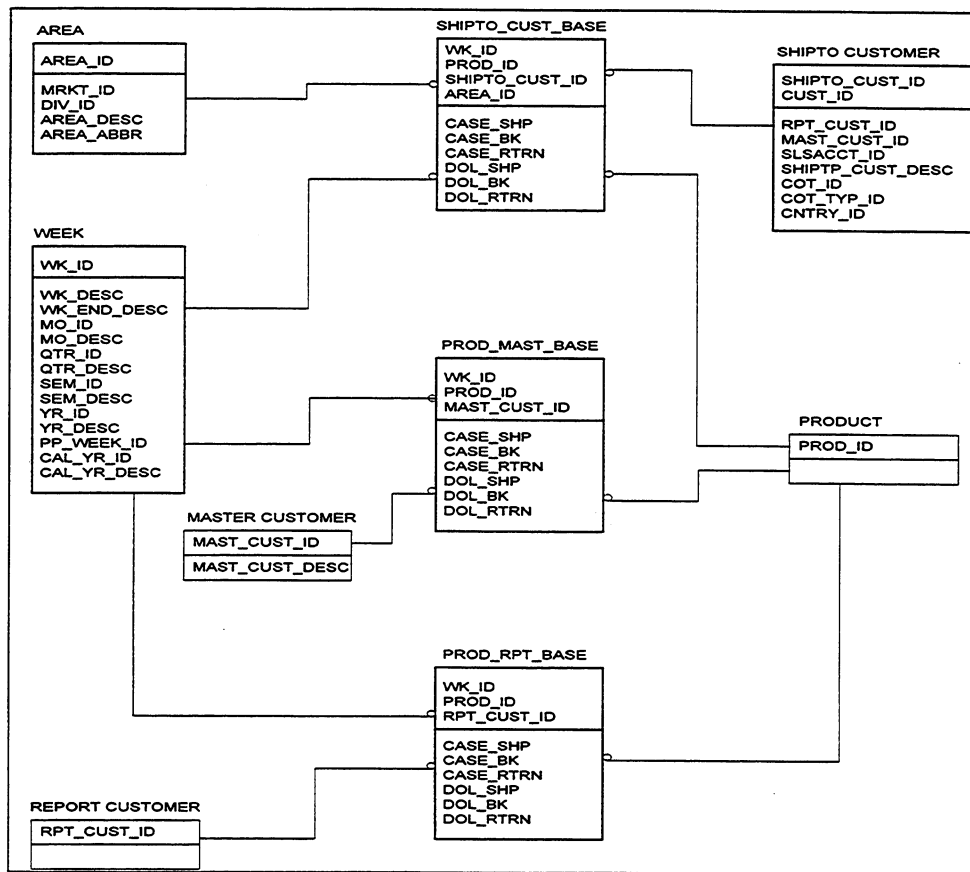 AREA
AREA_ID
MRKT_ID
DIV_ID
AREA_DESC
AREA_ABBR
SHIPTO_CUST_BASE
WK_ID
PROD_ID
SHIPTO_CUST_ID
AREA_ID
CASE_SHP
CASE_BK
CASE_RTRN
DOL_SHP
DOL_BK
DOL_RTRN
SHIPTO CUSTOMER
SHIPTO_CUST_ID
CUST_ID
RPT_CUST_ID
MAST_CUST_ID
SLSACCT_ID
SHIPTP_CUST_DESC
COT_ID
COT_TYP_ID
CNTRY_ID
WEEK
WK_ID
WK_DESC
WK_END_DESC
MO_ID
MO_DESC
QTR_ID
QTR_DESC
SEM_ID
SEM_DESC
YR_ID
YR_DESC
PP_WEEK_ID
CAL_YR_ID
CAL_YR_DESC
PROD_MAST_BASE
WK_ID
PROD_ID
MAST_CUST_ID
CASE_SHP
CASE_BK
CASE_RTRN
DOL_SHP
DOL_BK
DOL_RTRN
PRODUCT
PROD_ID
MASTER CUSTOMER
MAST_CUST_ID
MAST_CUST_DESC
PROD_RPT_BASE
WK_ID
PROD_ID
RPT_CUST_ID
CASE_SHP
CASE_BK
CASE_RTRN
DOL_SHP
DOL_BK
DOL_RTRN
REPORT CUSTOMER
RPT_CUST_ID